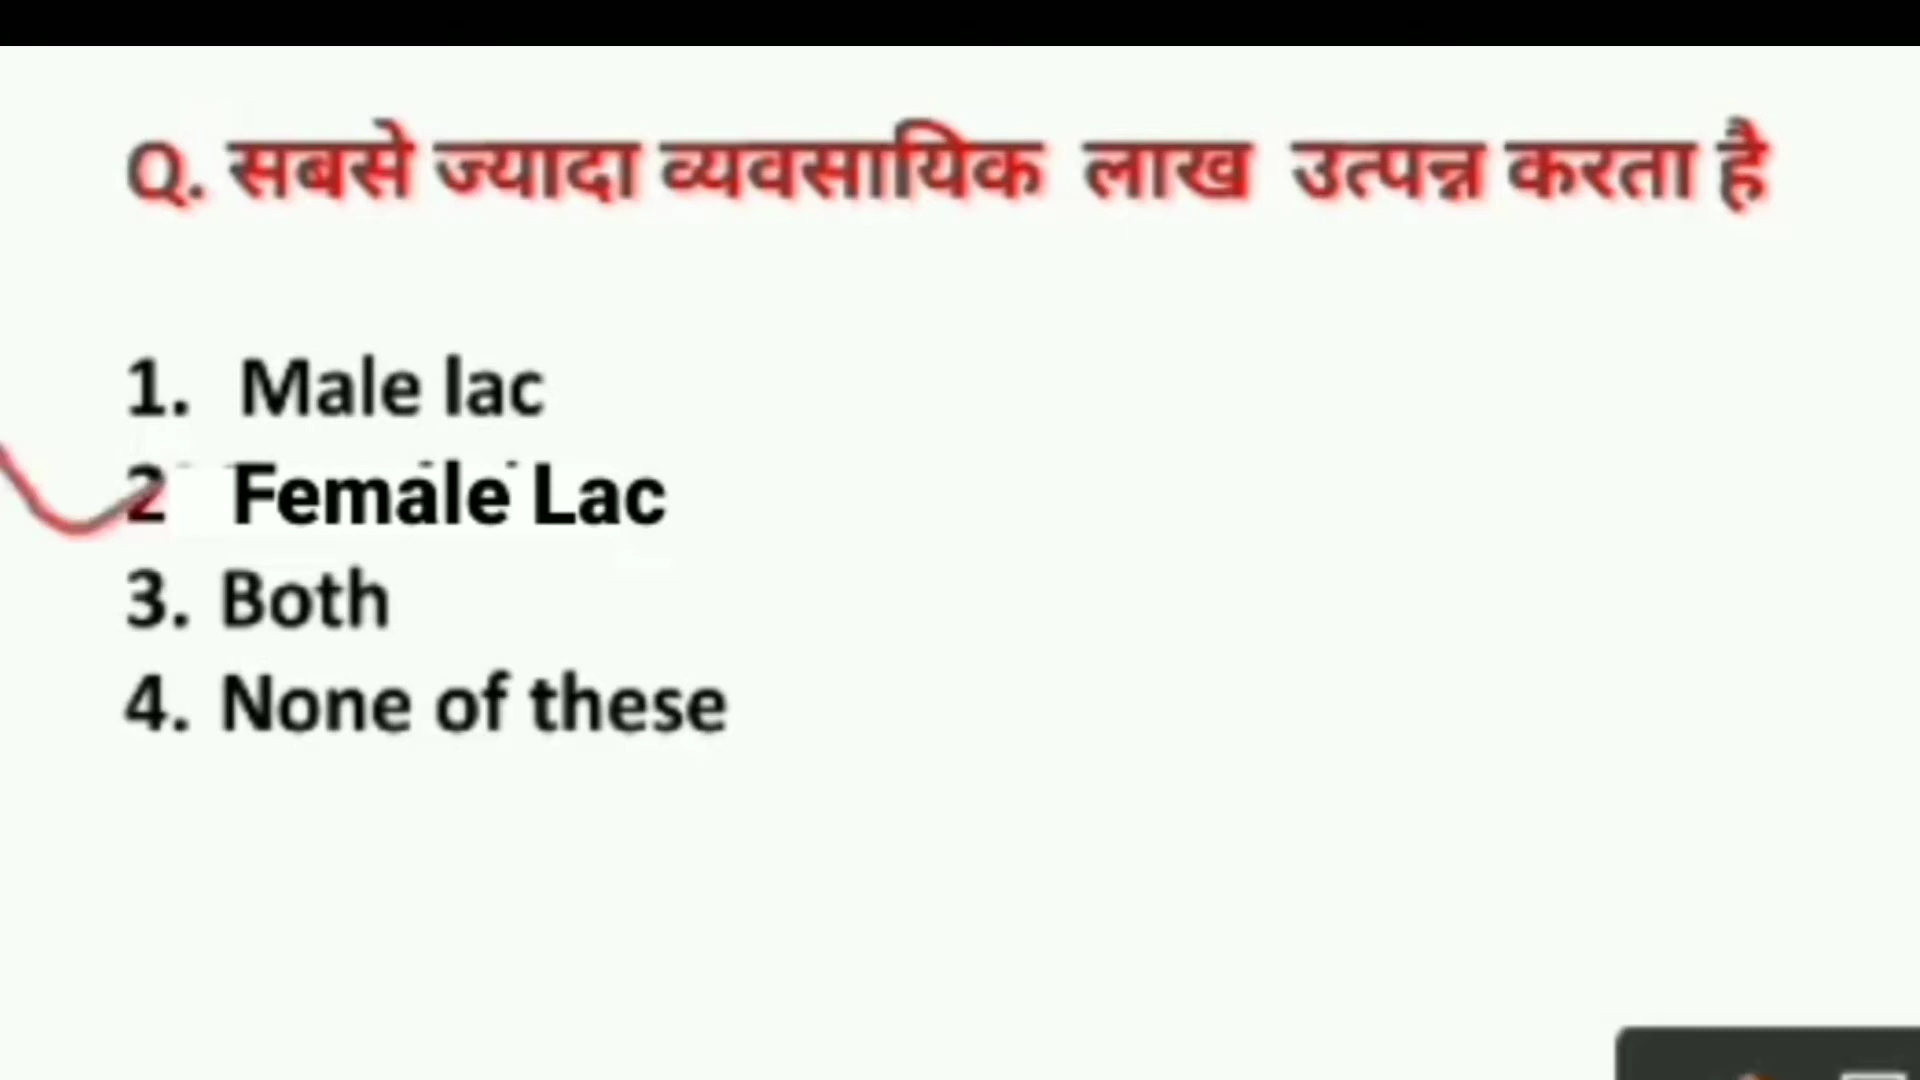 Q. सबसे ज्यादा व्यवसायिक लाख उत्पन्न करता है
1. Male lac
2 Female Lac
3. Both
4. None of these